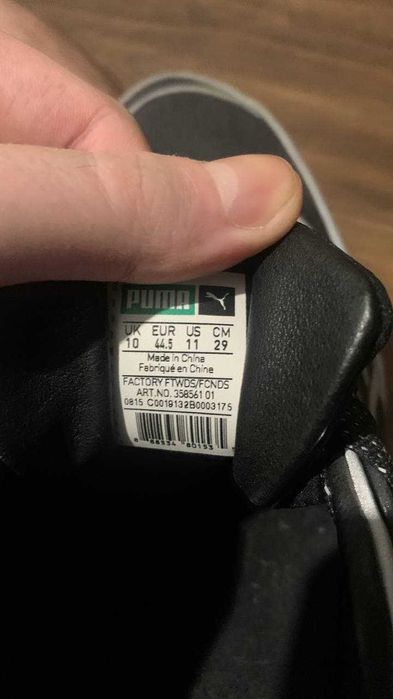 PUMA
UK EUR US CM
10 44.5 11 29
Made in China
Fabriqué en Chine
FACTORY FTWDS/FCNDS
ART.NO. 358561 01
0815 C0019132B0003175